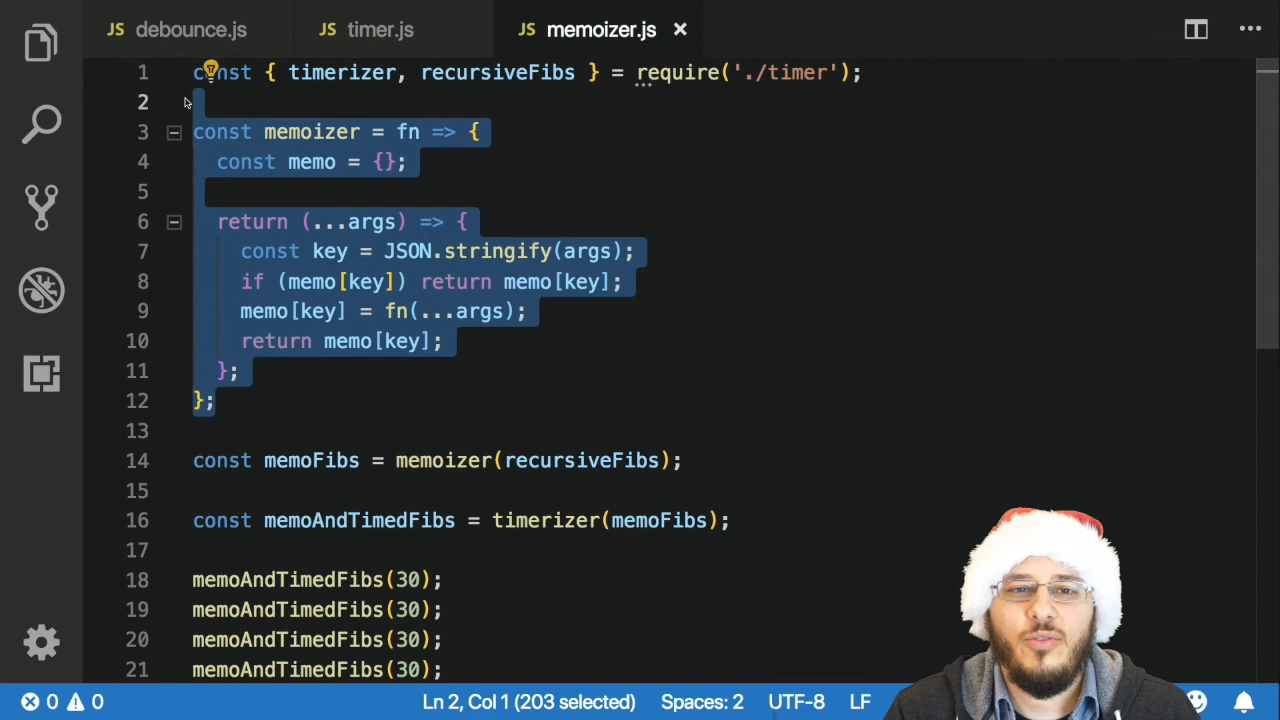 JS debounce.js JS timer.js JS memoizer.js
1 const { timerizer, recursiveFibs } = require('./timer');
2
3 const memoizer = fn => {
4 const memo = {};
5
6 return (...args) => {
7 const key = JSON.stringify(args);
8 if (memo[key]) return memo[key];
9 memo[key] = fn(...args);
10 return memo[key];
11 };
12 };
13
14 const memoFibs = memoizer(recursiveFibs);
15
16 const memoAndTimedFibs = timerizer(memoFibs);
17
18 memoAndTimedFibs(30);
19 memoAndTimedFibs(30);
20 memoAndTimedFibs(30);
21 memoAndTimedFibs(30);
0 0 Ln 2, Col 1 (203 selected) Spaces: 2 UTF-8 LF